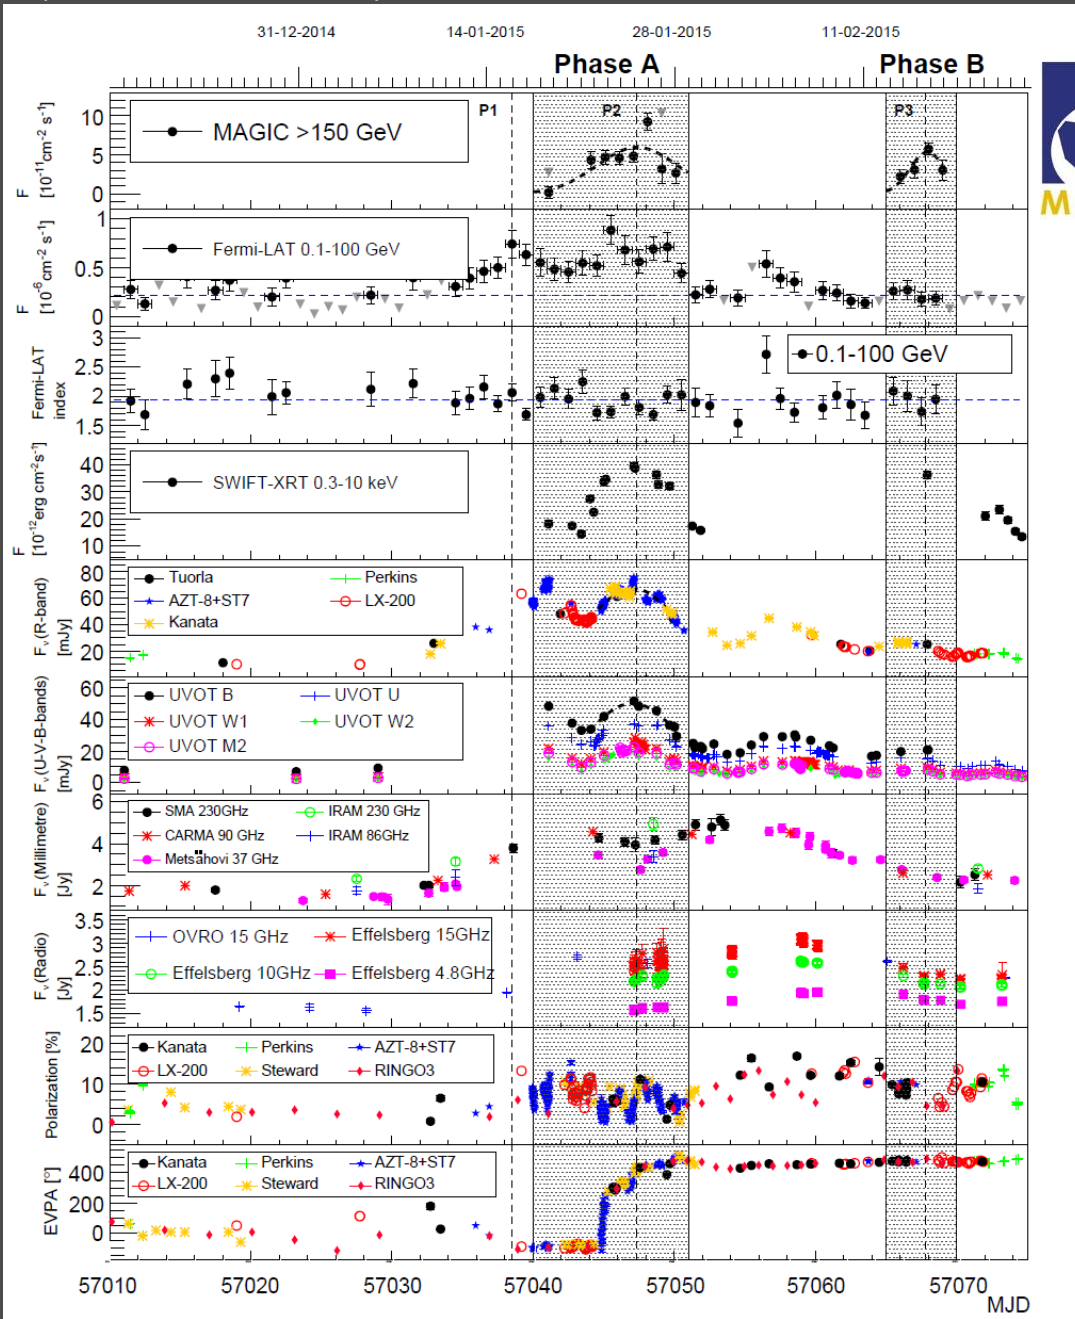 31-12-2014 14-01-2015 28-01-2015 11-02-2015
Phase A Phase B
P1 P2 P3
F
[10⁻¹¹cm⁻² s⁻¹]
10
5
0
MAGIC >150 GeV
M
F
[10⁻⁶cm⁻² s⁻¹]
1
0.5
0
Fermi-LAT 0.1-100 GeV
Fermi-LAT
index
3
2.5
2
1.5
0.1-100 GeV
F
[10⁻¹²erg cm⁻²s⁻¹]
40
30
20
10
SWIFT-XRT 0.3-10 keV
Fᵥ(R-band)
[mJy]
80
60
40
20
Tuorla Perkins
AZT-8+ST7 LX-200
Kanata
Fᵥ(U-V-B-bands)
[mJy]
60
40
20
0
UVOT B UVOT U
UVOT W1 UVOT W2
UVOT M2
Fᵥ(Millimetre)
[Jy]
6
4
2
SMA 230GHz IRAM 230 GHz
CARMA 90 GHz IRAM 86GHz
Metsähovi 37 GHz
Fᵥ(Radio)
[Jy]
3.5
3
2.5
2
1.5
OVRO 15 GHz Effelsberg 15GHz
Effelsberg 10GHz Effelsberg 4.8GHz
Polarization [%]
20
10
0
Kanata Perkins AZT-8+ST7
LX-200 Steward RINGO3
EVPA [°]
400
200
0
Kanata Perkins AZT-8+ST7
LX-200 Steward RINGO3
57010 57020 57030 57040 57050 57060 57070
MJD